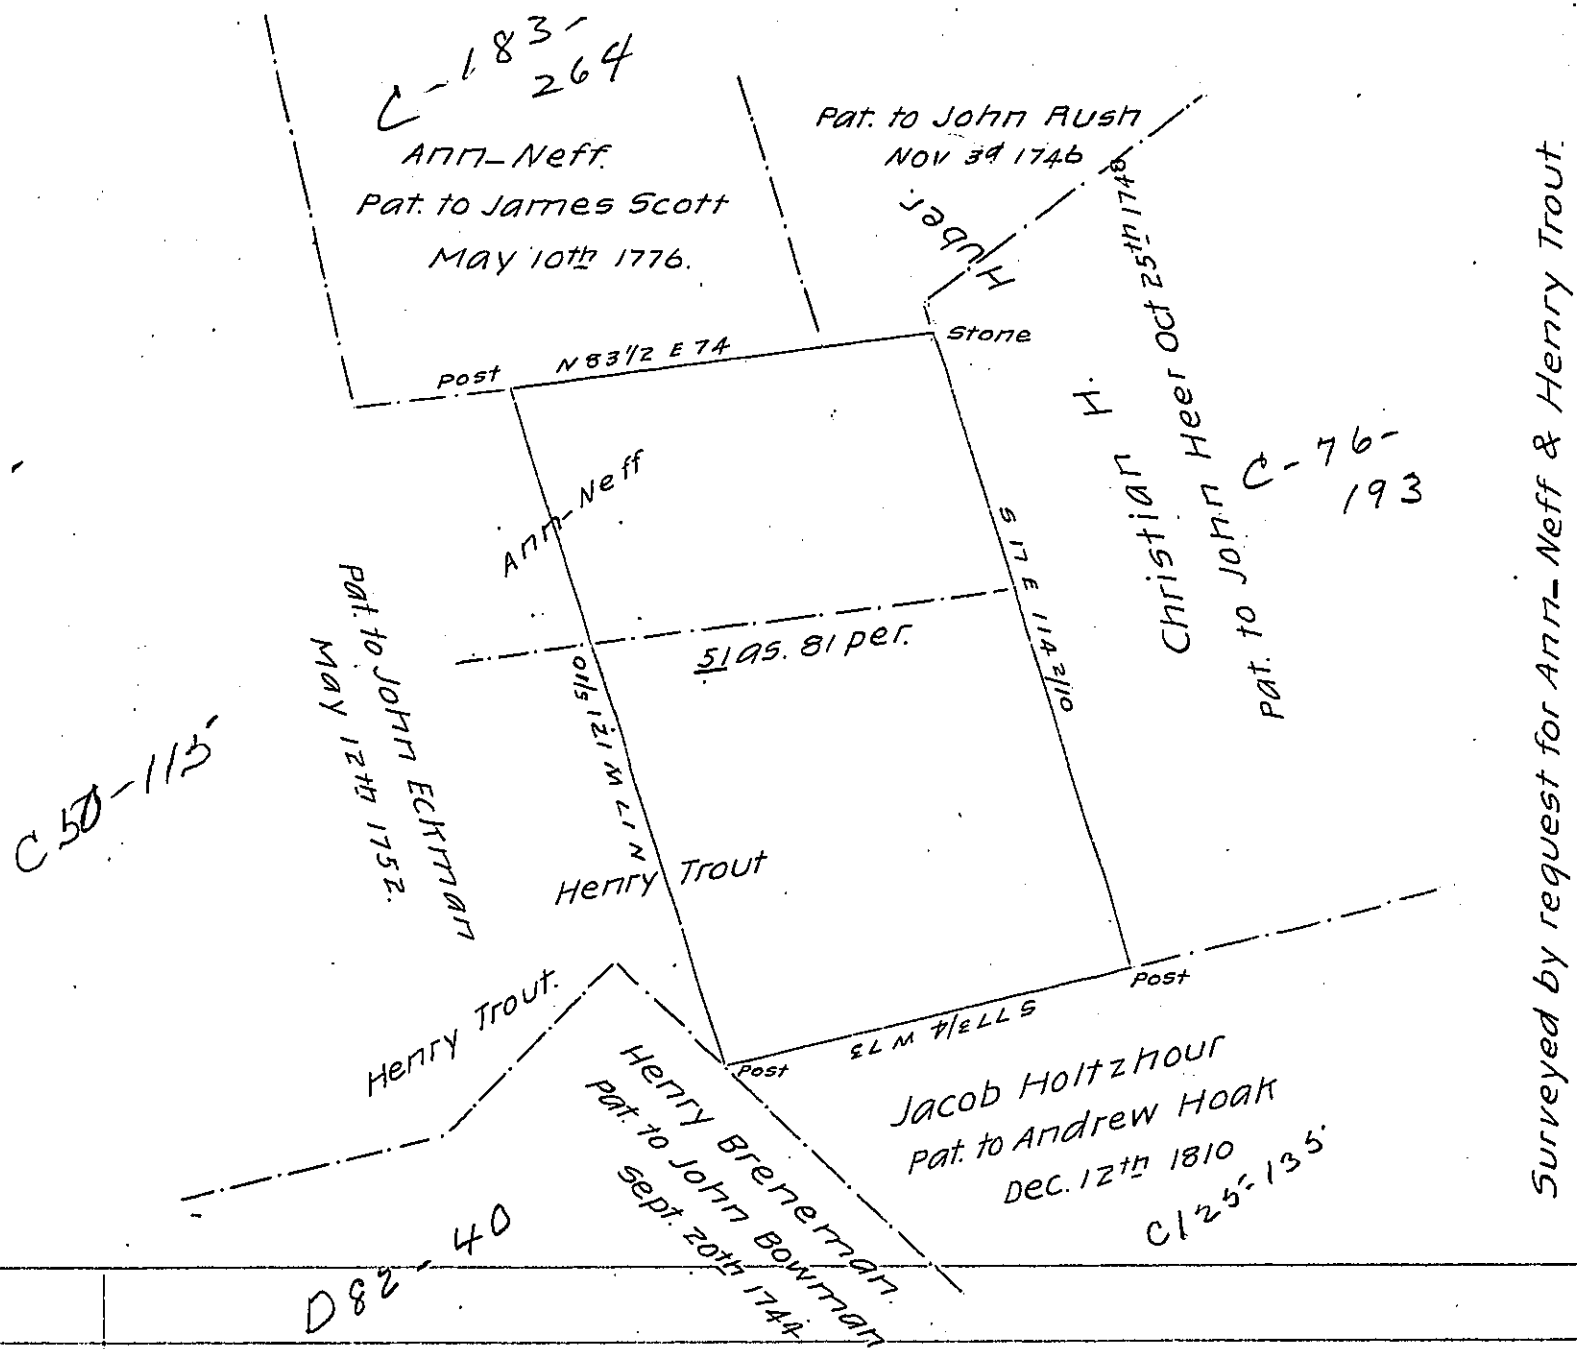 C-183-
264
Ann-Neff.
Pat. to James Scott
May 10th 1776.
Pat. to John Rush
Nov 3d 1746
Huber.
Christian H.
Pat. to John Heer Oct 25th 1748
C-76-
193
Post
N 83 1/2 E 74
Stone
Ann-Neff
S 17 E 114 2/10
51 as. 81 per.
N 17 W 121 5/10
Pat. to John Eckman
May 12th 1752.
C50-115
Henry Trout
Henry Trout.
Post
S 77 3/4 W 73
Post
Henry Breneman.
Pat. to John Bowman
Sept. 20th 1744
Jacob Holtzhour
Pat. to Andrew Hoak
Dec. 12th 1810
C125-135
D82-40
Surveyed by request for Ann-Neff & Henry Trout.